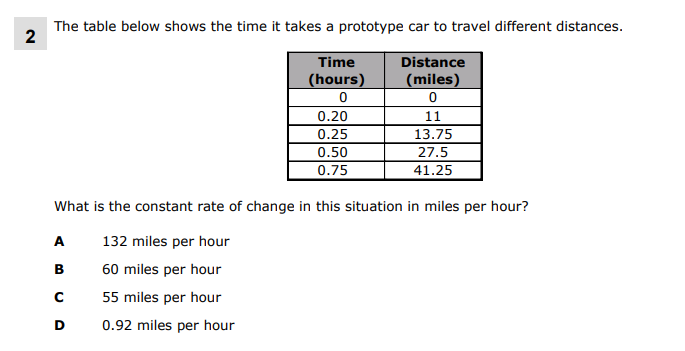 2
The table below shows the time it takes a prototype car to travel different distances.
Time (hours) Distance (miles)
0 0
0.20 11
0.25 13.75
0.50 27.5
0.75 41.25
What is the constant rate of change in this situation in miles per hour?
A 132 miles per hour
B 60 miles per hour
C 55 miles per hour
D 0.92 miles per hour